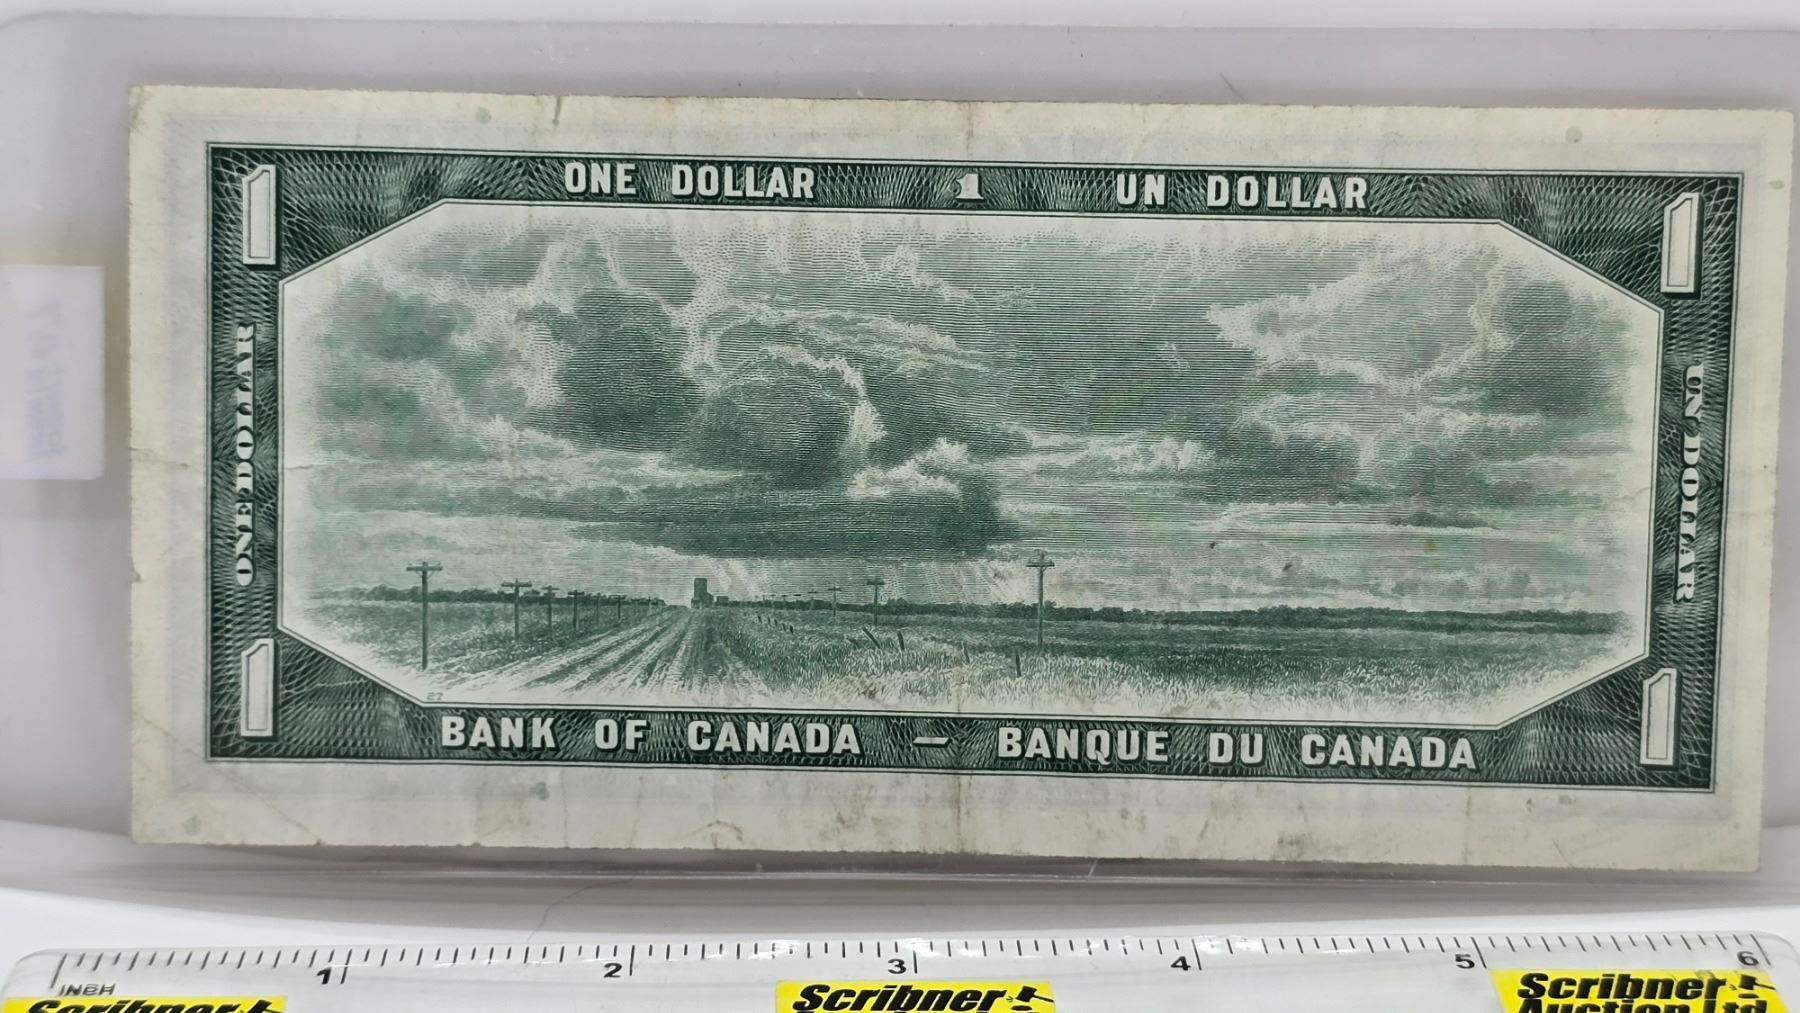 ONE DOLLAR 1 UN DOLLAR
1
1
ONE DOLLAR
UN DOLLAR
1
1
27
BANK OF CANADA - BANQUE DU CANADA
1 2 3 4 5 6
INCH
Scribner Scribner Scribner
Auction Ltd